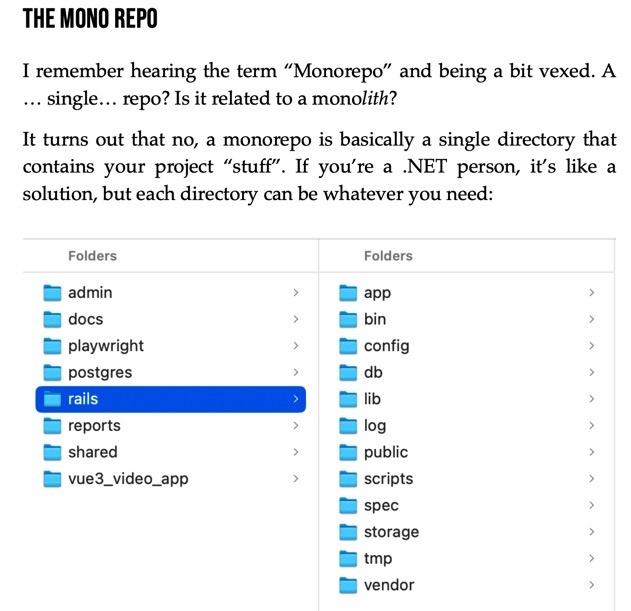 THE MONO REPO
I remember hearing the term “Monorepo” and being a bit vexed. A
… single… repo? Is it related to a monolith?
It turns out that no, a monorepo is basically a single directory that
contains your project “stuff”. If you’re a .NET person, it’s like a
solution, but each directory can be whatever you need:
Folders
admin
docs
playwright
postgres
rails
reports
shared
vue3_video_app
Folders
app
bin
config
db
lib
log
public
scripts
spec
storage
tmp
vendor